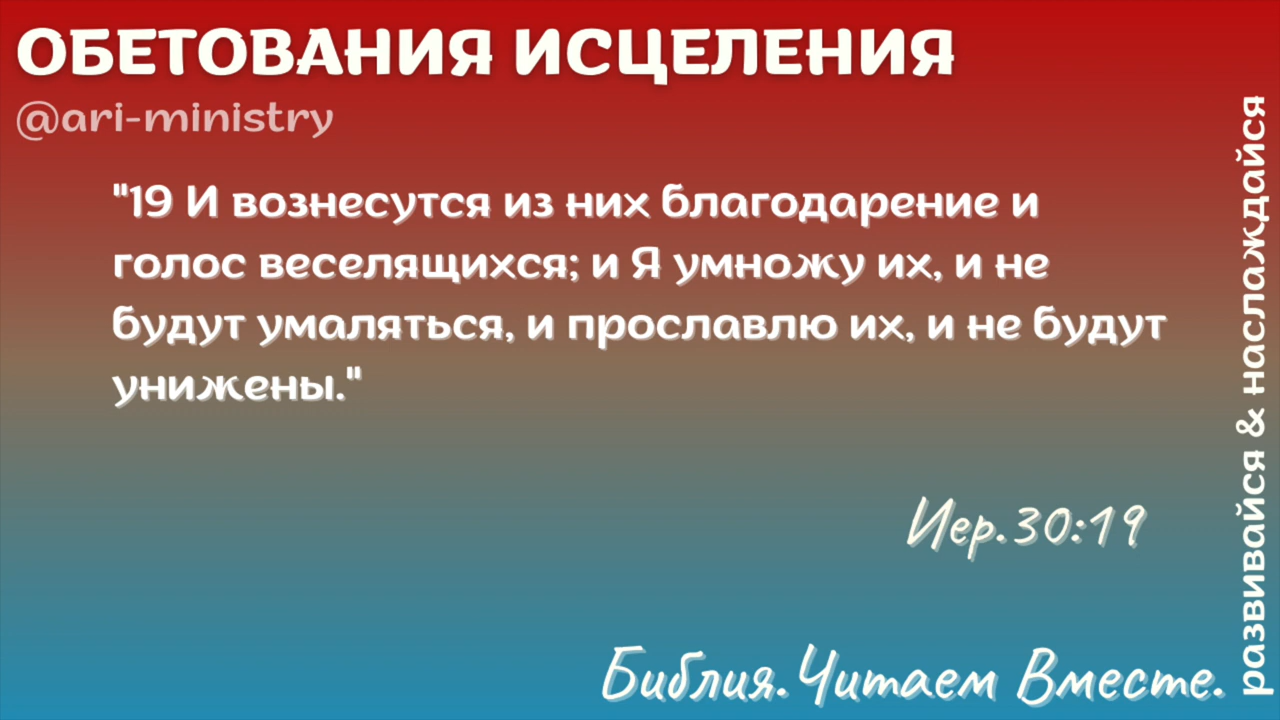 ОБЕТОВАНИЯ ИСЦЕЛЕНИЯ
@ari-ministry
"19 И вознесутся из них благодарение и
голос веселящихся; и Я умножу их, и не
будут умаляться, и прославлю их, и не будут
унижены."
Иер.30:19
Библия.Читаем Вместе.
развивайся & наслаждайся